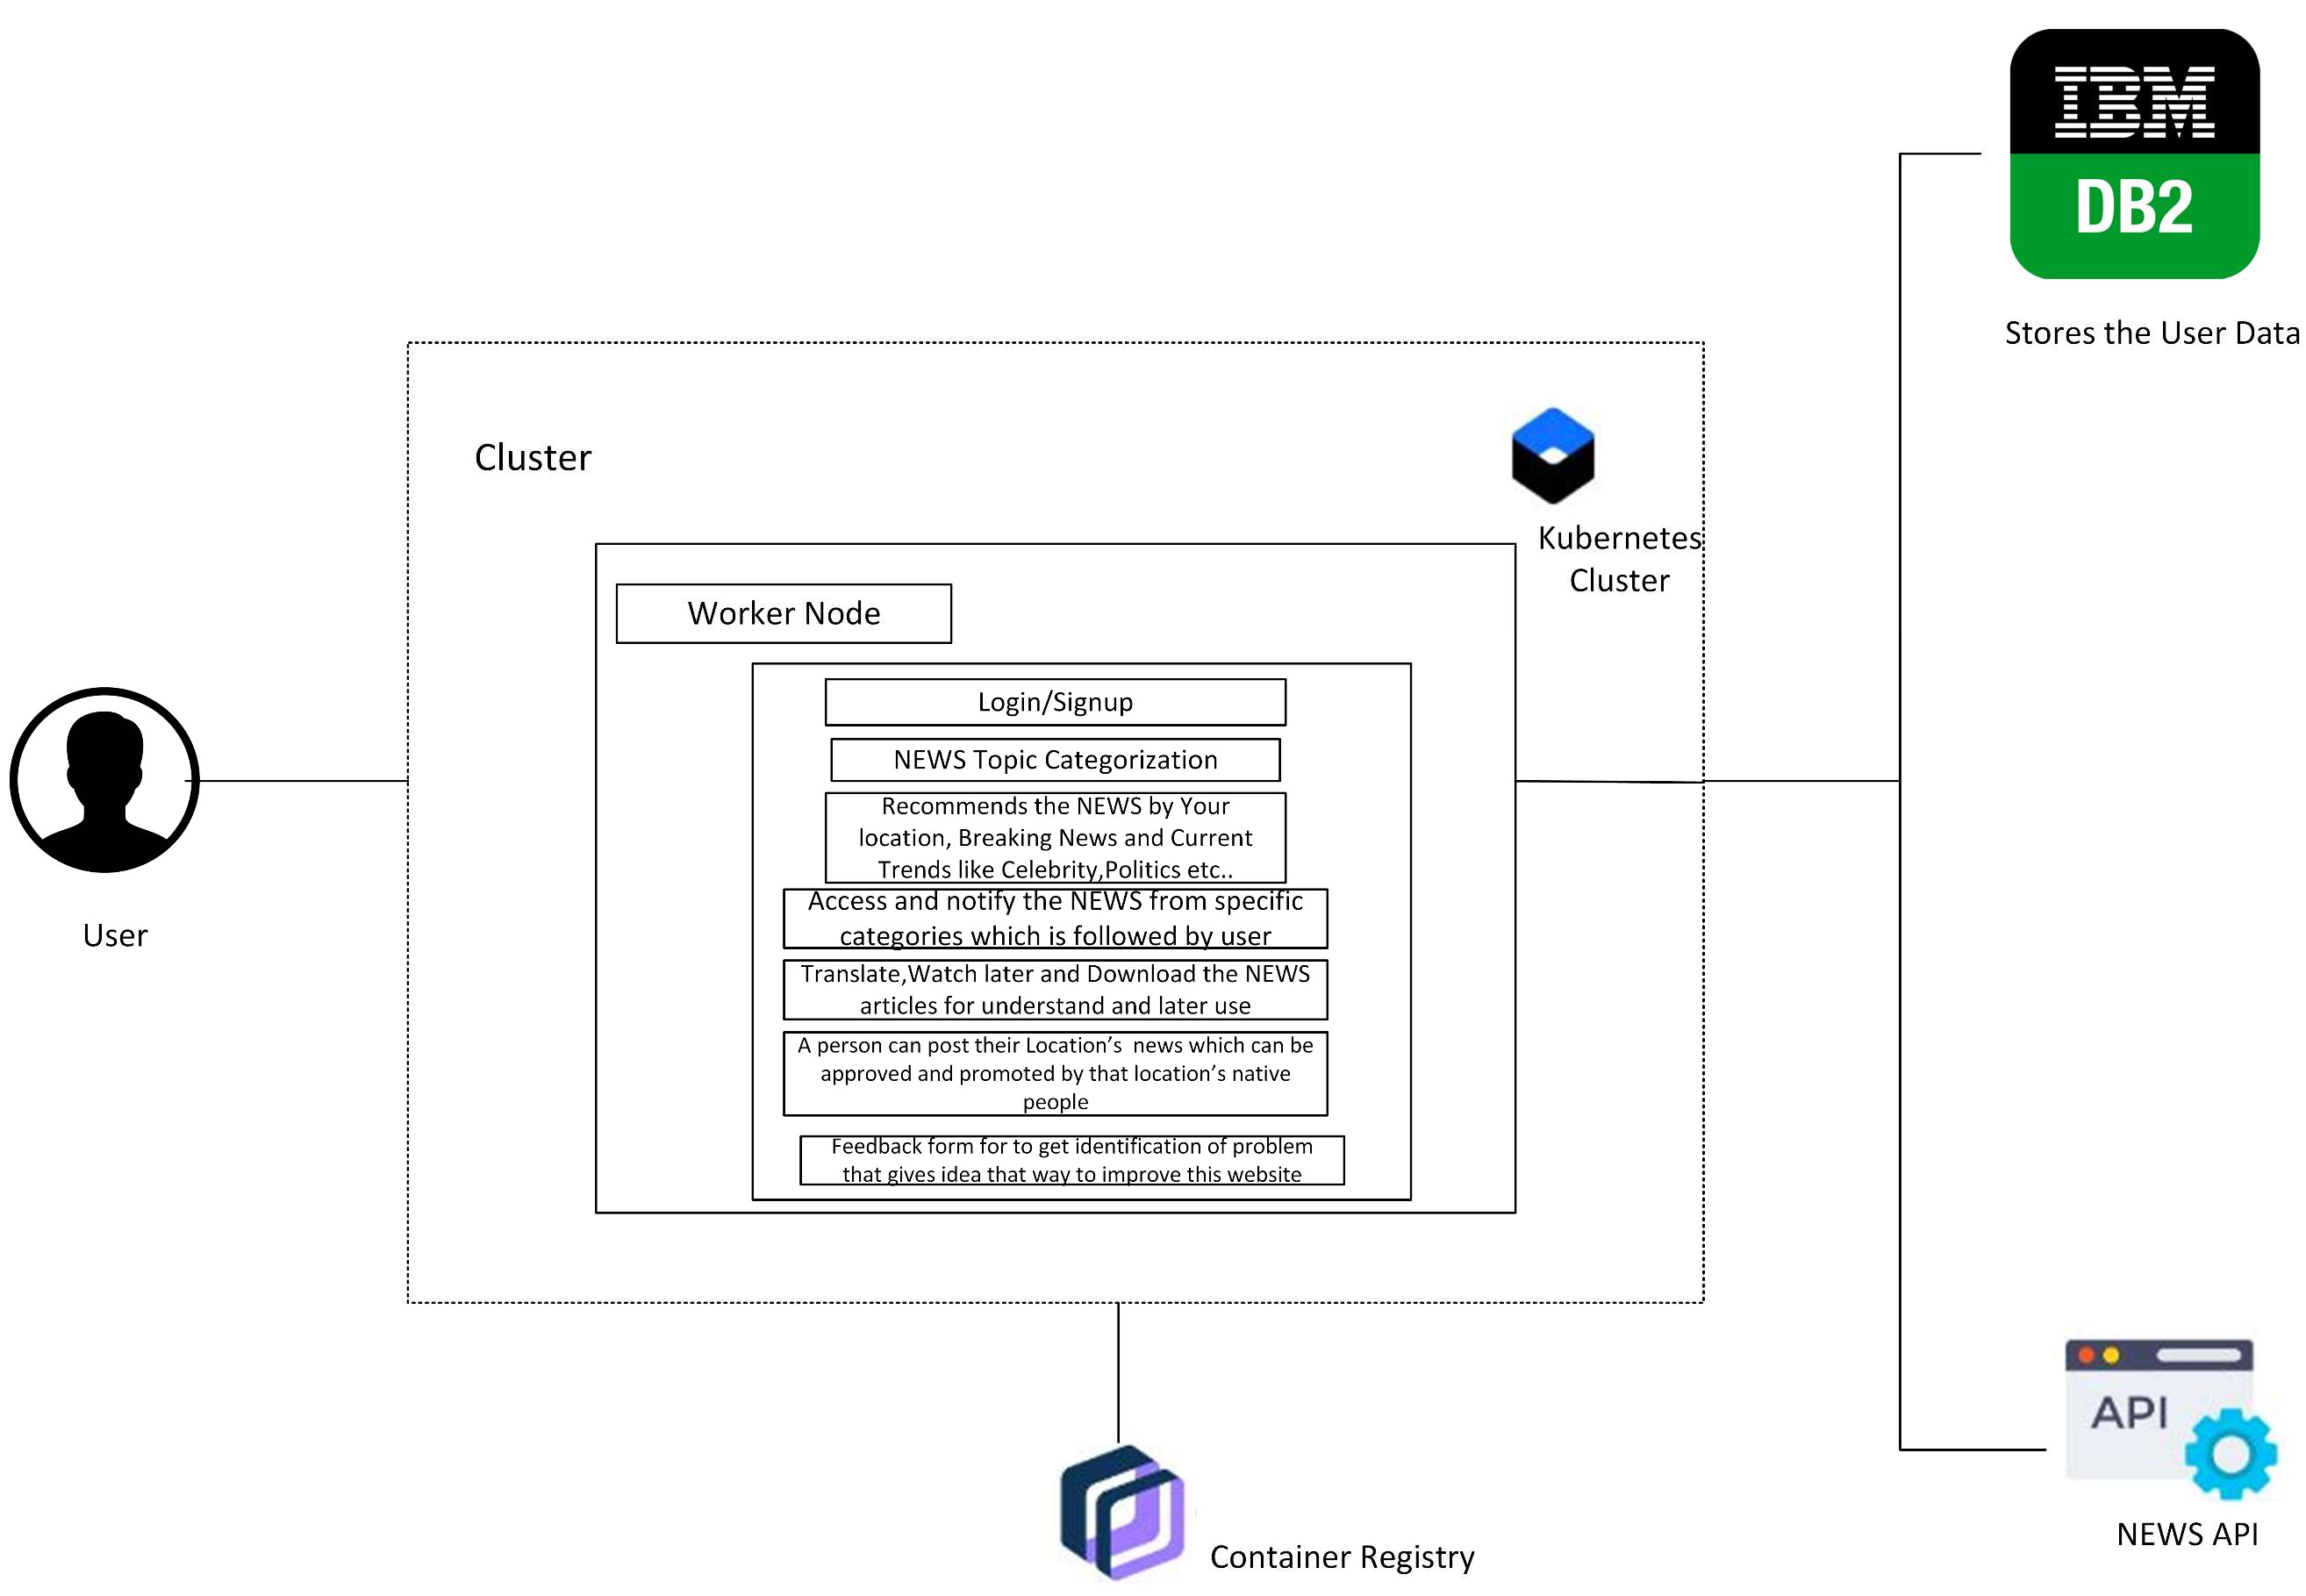 IBM
DB2
Stores the User Data
Cluster
Kubernetes
Cluster
Worker Node
Login/Signup
NEWS Topic Categorization
Recommends the NEWS by Your
location, Breaking News and Current
Trends like Celebrity,Politics etc..
Access and notify the NEWS from specific
categories which is followed by user
Translate,Watch later and Download the NEWS
articles for understand and later use
A person can post their Location’s  news which can be
approved and promoted by that location’s native
people
Feedback form for to get identification of problem
that gives idea that way to improve this website
User
API
NEWS API
Container Registry